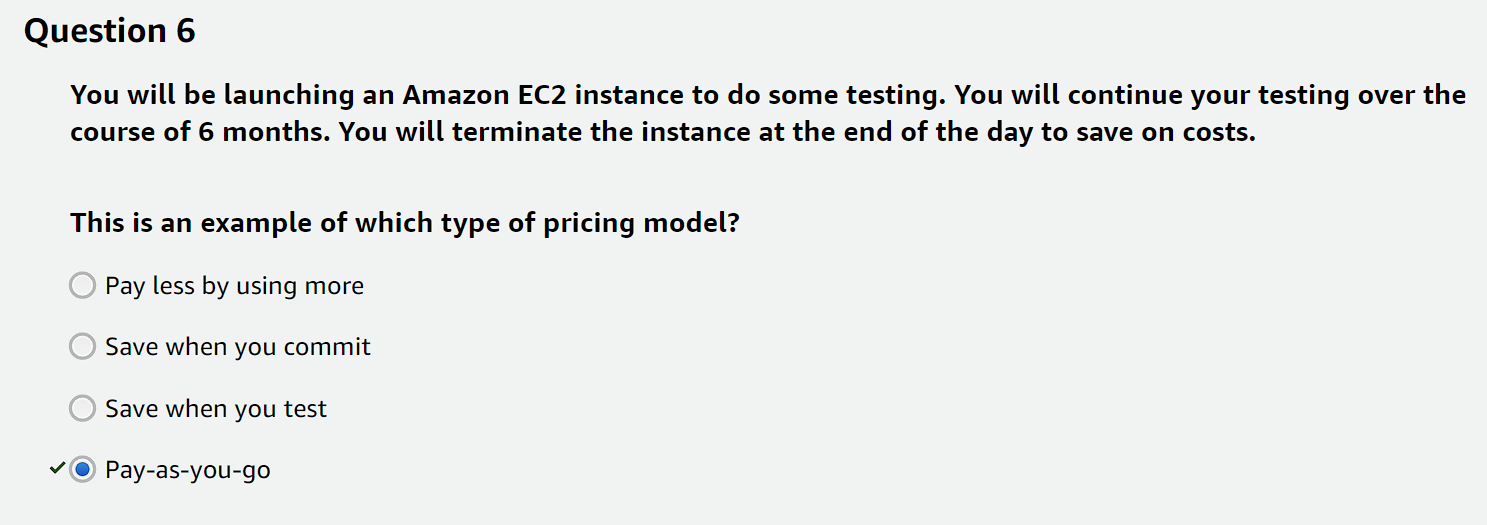 Question 6
You will be launching an Amazon EC2 instance to do some testing. You will continue your testing over the
course of 6 months. You will terminate the instance at the end of the day to save on costs.
This is an example of which type of pricing model?
Pay less by using more
Save when you commit
Save when you test
Pay-as-you-go